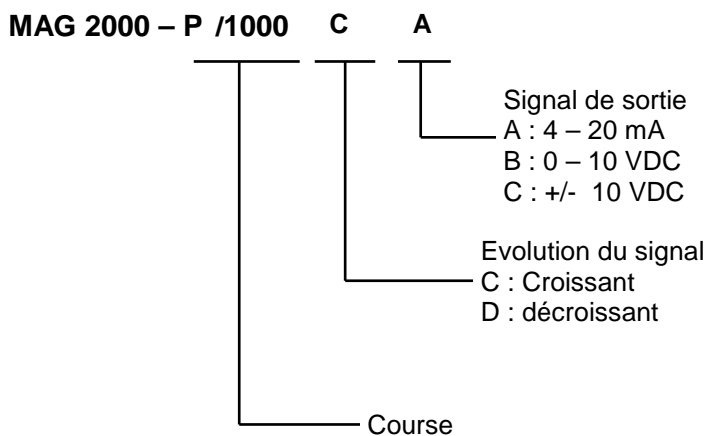 MAG 2000 – P /1000 C A
Signal de sortie
A : 4 – 20 mA
B : 0 – 10 VDC
C : +/- 10 VDC
Evolution du signal
C : Croissant
D : décroissant
Course